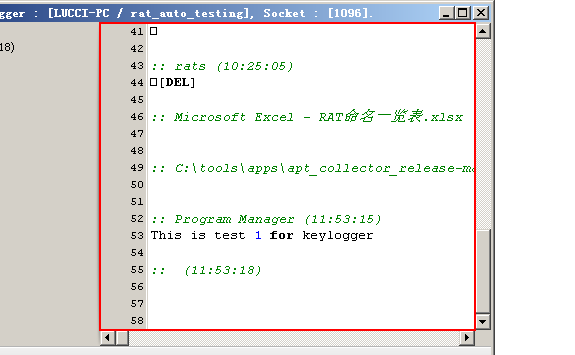 gger : [LUCCI-PC / rat_auto_testing], Socket : [1096].
18)
41 □
42
43 :: rats (10:25:05)
44 □[DEL]
45
46 :: Microsoft Excel - RAT命名一览表.xlsx
47
48
49 :: C:\tools\apps\apt_collector_release-ma
50
51
52 :: Program Manager (11:53:15)
53 This is test 1 for keylogger
54
55 ::  (11:53:18)
56
57
58